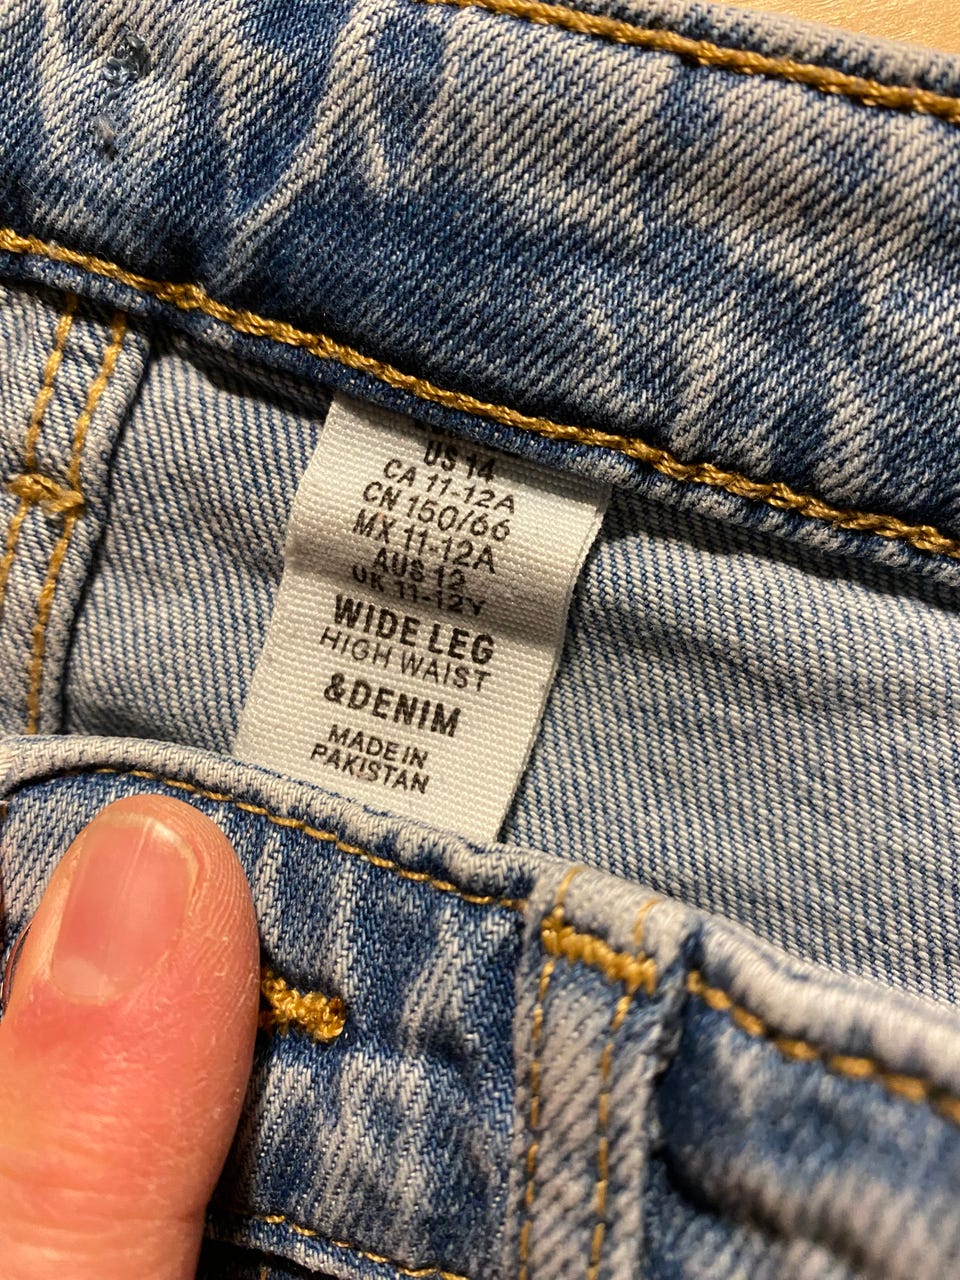 US 14
CA 11-12A
CN 150/66
MX 11-12A
AUS 12
UK 11-12Y
WIDE LEG
HIGH WAIST
&DENIM
MADE IN
PAKISTAN